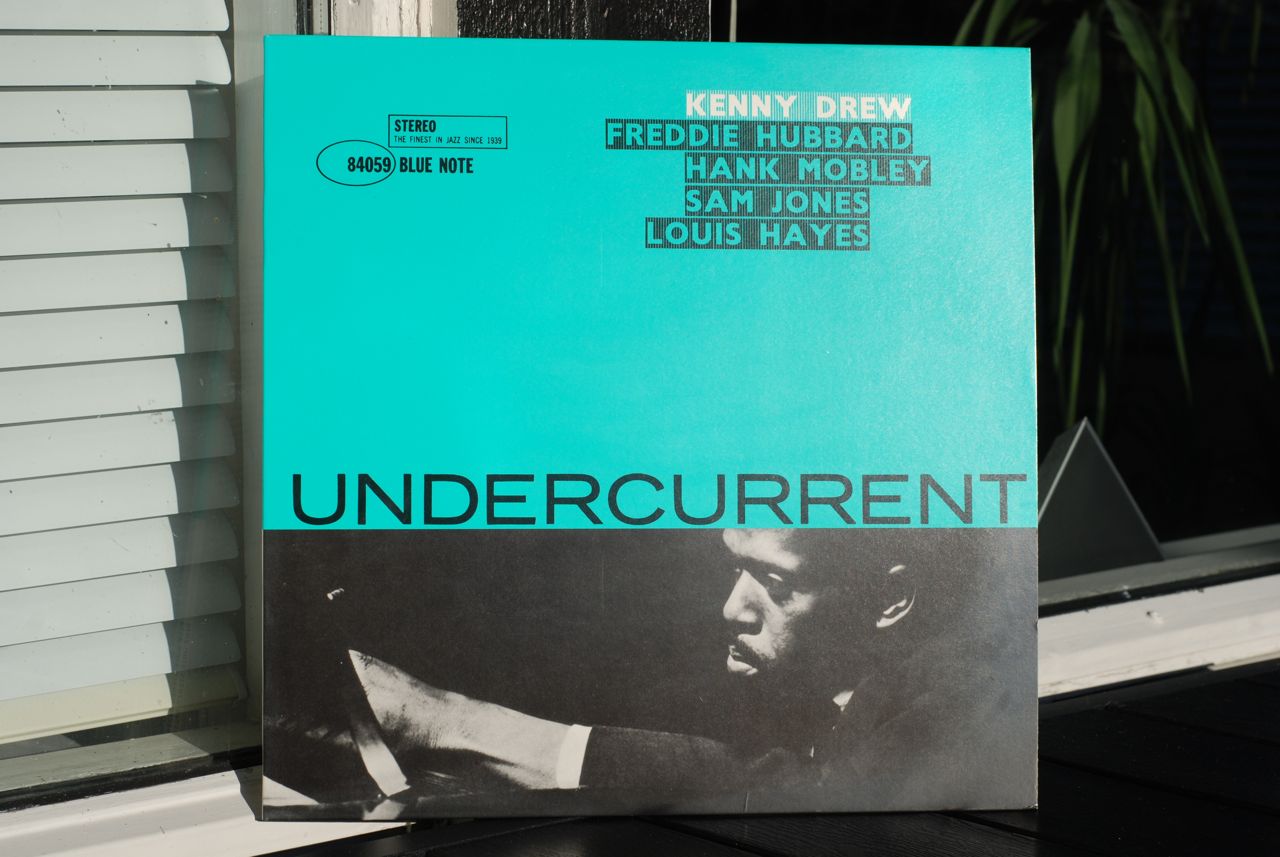 KENNY DREW
FREDDIE HUBBARD
HANK MOBLEY
SAM JONES
LOUIS HAYES
STEREO
THE FINEST IN JAZZ SINCE 1939
84059 BLUE NOTE
UNDERCURRENT